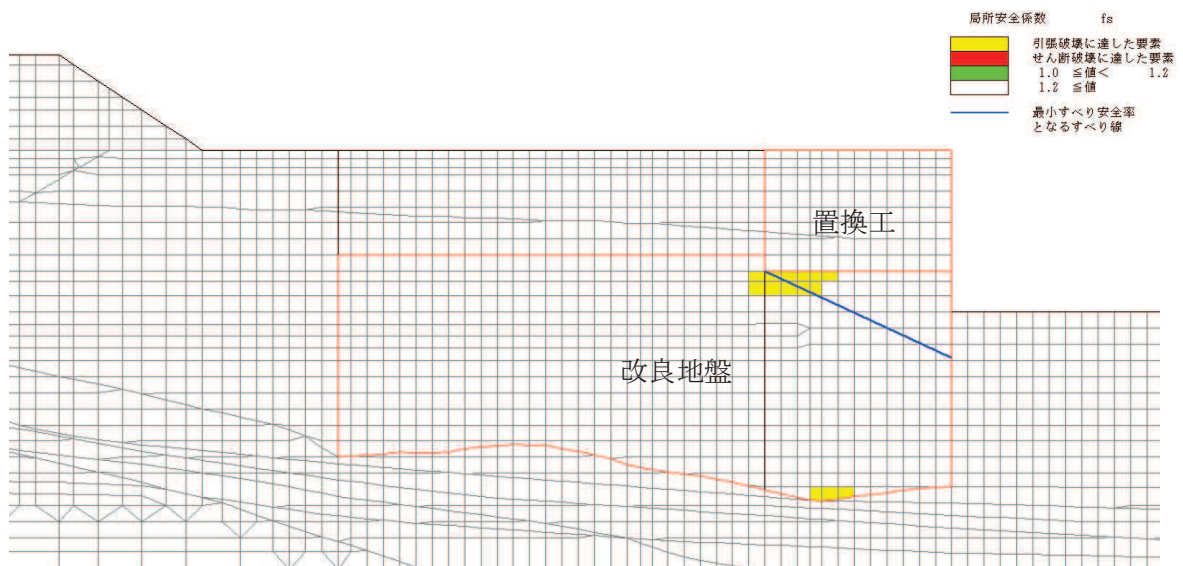 局所安全係数 fs
引張破壊に達した要素
せん断破壊に達した要素
1.0 ≦値< 1.2
1.2 ≦値
最小すべり安全率
となるすべり線
置換工
改良地盤